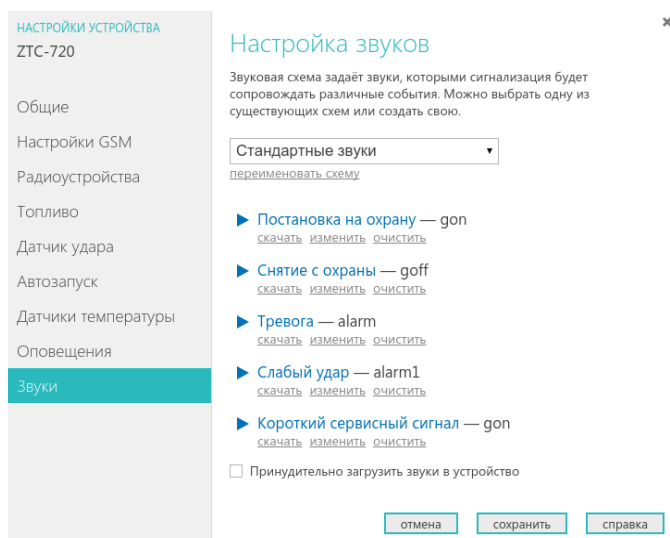 НАСТРОЙКИ УСТРОЙСТВА
ZTC-720
Общие
Настройки GSM
Радиоустройства
Топливо
Датчик удара
Автозапуск
Датчики температуры
Оповещения
Звуки
Настройка звуков
Звуковая схема задаёт звуки, которыми сигнализация будет
сопровождать различные события. Можно выбрать одну из
существующих схем или создать свою.
Стандартные звуки
переименовать схему
Постановка на охрану — gon
скачать изменить очистить
Снятие с охраны — goff
скачать изменить очистить
Тревога — alarm
скачать изменить очистить
Слабый удар — alarm1
скачать изменить очистить
Короткий сервисный сигнал — gon
скачать изменить очистить
Принудительно загрузить звуки в устройство
отмена сохранить справка